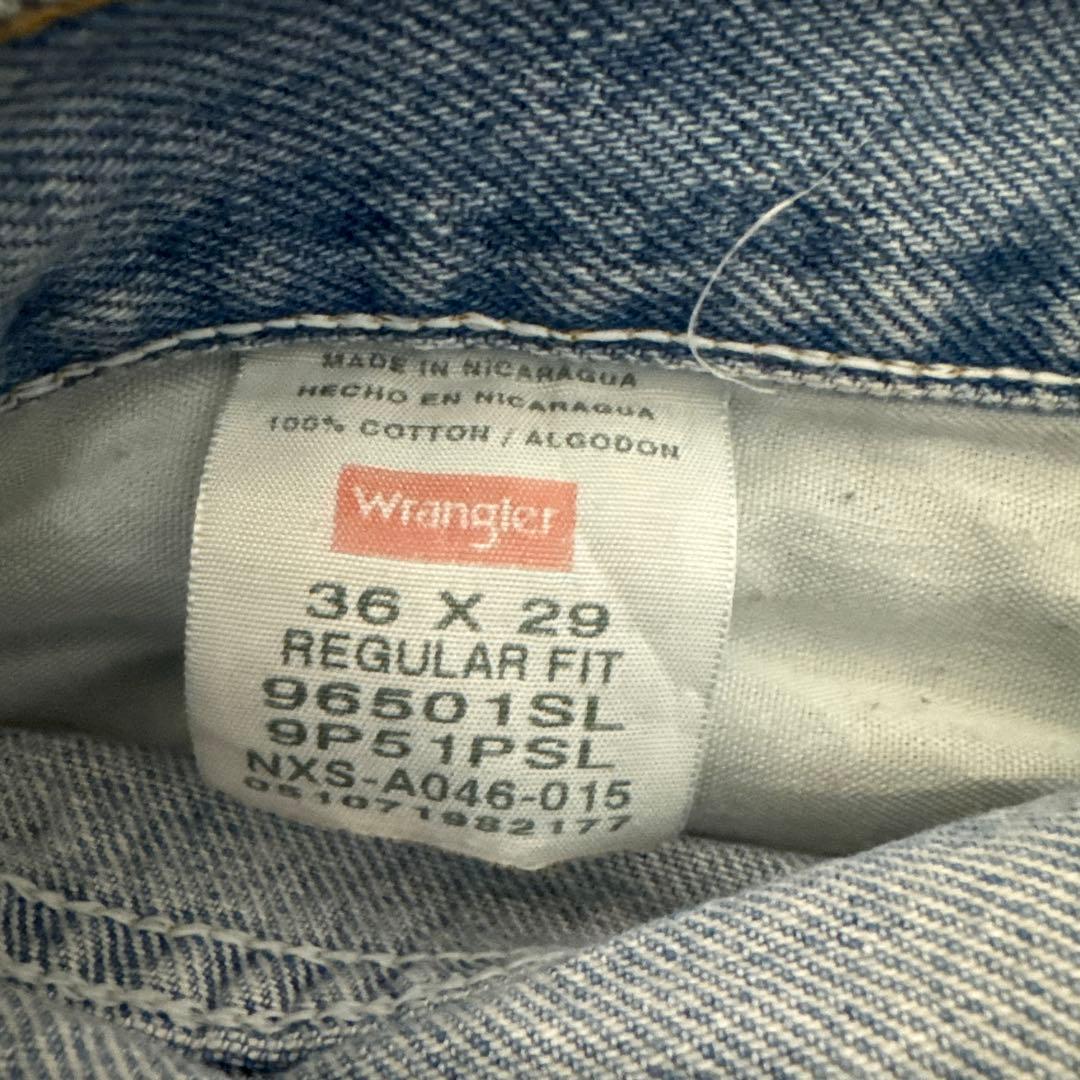 MADE IN NICARAGUA
HECHO EN NICARAGUA
100% COTTON / ALGODON
Wrangler
36 X 29
REGULAR FIT
96501SL
9P51PSL
NXS-A046-015